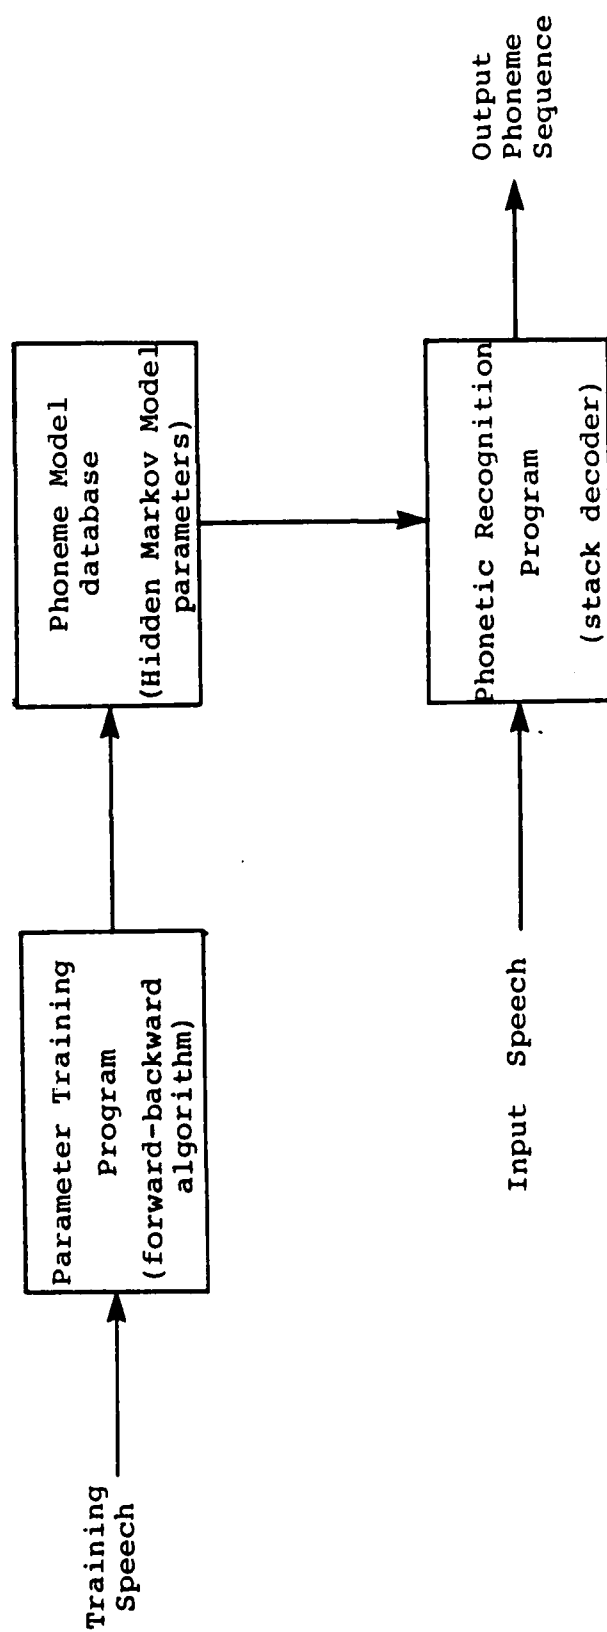 Training
Speech
Parameter Training
Program
(forward-backward
algorithm)
Phoneme Model
database
(Hidden Markov Model
parameters)
Input Speech
Phonetic Recognition
Program
(stack decoder)
Output
Phoneme
Sequence